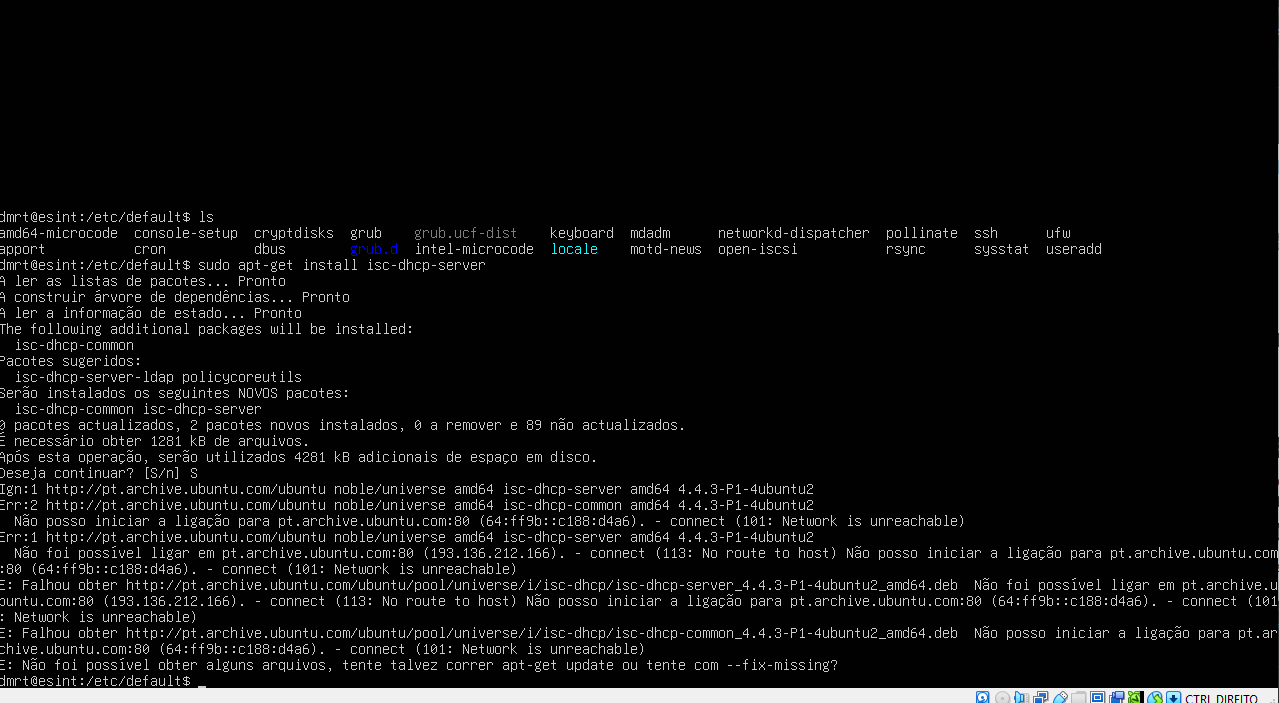 dmrt@esint:/etc/default$ ls
amd64-microcode  console-setup  cryptdisks  grub    grub.ucf-dist    keyboard  mdadm     networkd-dispatcher  pollinate  ssh      ufw
apport           cron           dbus        grub.d  intel-microcode  locale    motd-news  open-iscsi           rsync      sysstat  useradd
dmrt@esint:/etc/default$ sudo apt-get install isc-dhcp-server
A ler as listas de pacotes... Pronto
A construir árvore de dependências... Pronto
A ler a informação de estado... Pronto
The following additional packages will be installed:
  isc-dhcp-common
Pacotes sugeridos:
  isc-dhcp-server-ldap policycoreutils
Serão instalados os seguintes NOVOS pacotes:
  isc-dhcp-common isc-dhcp-server
0 pacotes actualizados, 2 pacotes novos instalados, 0 a remover e 89 não actualizados.
É necessário obter 1281 kB de arquivos.
Após esta operação, serão utilizados 4281 kB adicionais de espaço em disco.
Deseja continuar? [S/n] S
Ign:1 http://pt.archive.ubuntu.com/ubuntu noble/universe amd64 isc-dhcp-server amd64 4.4.3-P1-4ubuntu2
Err:2 http://pt.archive.ubuntu.com/ubuntu noble/universe amd64 isc-dhcp-common amd64 4.4.3-P1-4ubuntu2
  Não posso iniciar a ligação para pt.archive.ubuntu.com:80 (64:ff9b::c188:d4a6). - connect (101: Network is unreachable)
Err:1 http://pt.archive.ubuntu.com/ubuntu noble/universe amd64 isc-dhcp-server amd64 4.4.3-P1-4ubuntu2
  Não foi possível ligar em pt.archive.ubuntu.com:80 (193.136.212.166). - connect (113: No route to host) Não posso iniciar a ligação para pt.archive.ubuntu.com
:80 (64:ff9b::c188:d4a6). - connect (101: Network is unreachable)
E: Falhou obter http://pt.archive.ubuntu.com/ubuntu/pool/universe/i/isc-dhcp/isc-dhcp-server_4.4.3-P1-4ubuntu2_amd64.deb  Não foi possível ligar em pt.archive.u
buntu.com:80 (193.136.212.166). - connect (113: No route to host) Não posso iniciar a ligação para pt.archive.ubuntu.com:80 (64:ff9b::c188:d4a6). - connect (101
: Network is unreachable)
E: Falhou obter http://pt.archive.ubuntu.com/ubuntu/pool/universe/i/isc-dhcp/isc-dhcp-common_4.4.3-P1-4ubuntu2_amd64.deb  Não posso iniciar a ligação para pt.ar
chive.ubuntu.com:80 (64:ff9b::c188:d4a6). - connect (101: Network is unreachable)
E: Não foi possível obter alguns arquivos, tente talvez correr apt-get update ou tente com --fix-missing?
dmrt@esint:/etc/default$ _
CTRL DIREITO